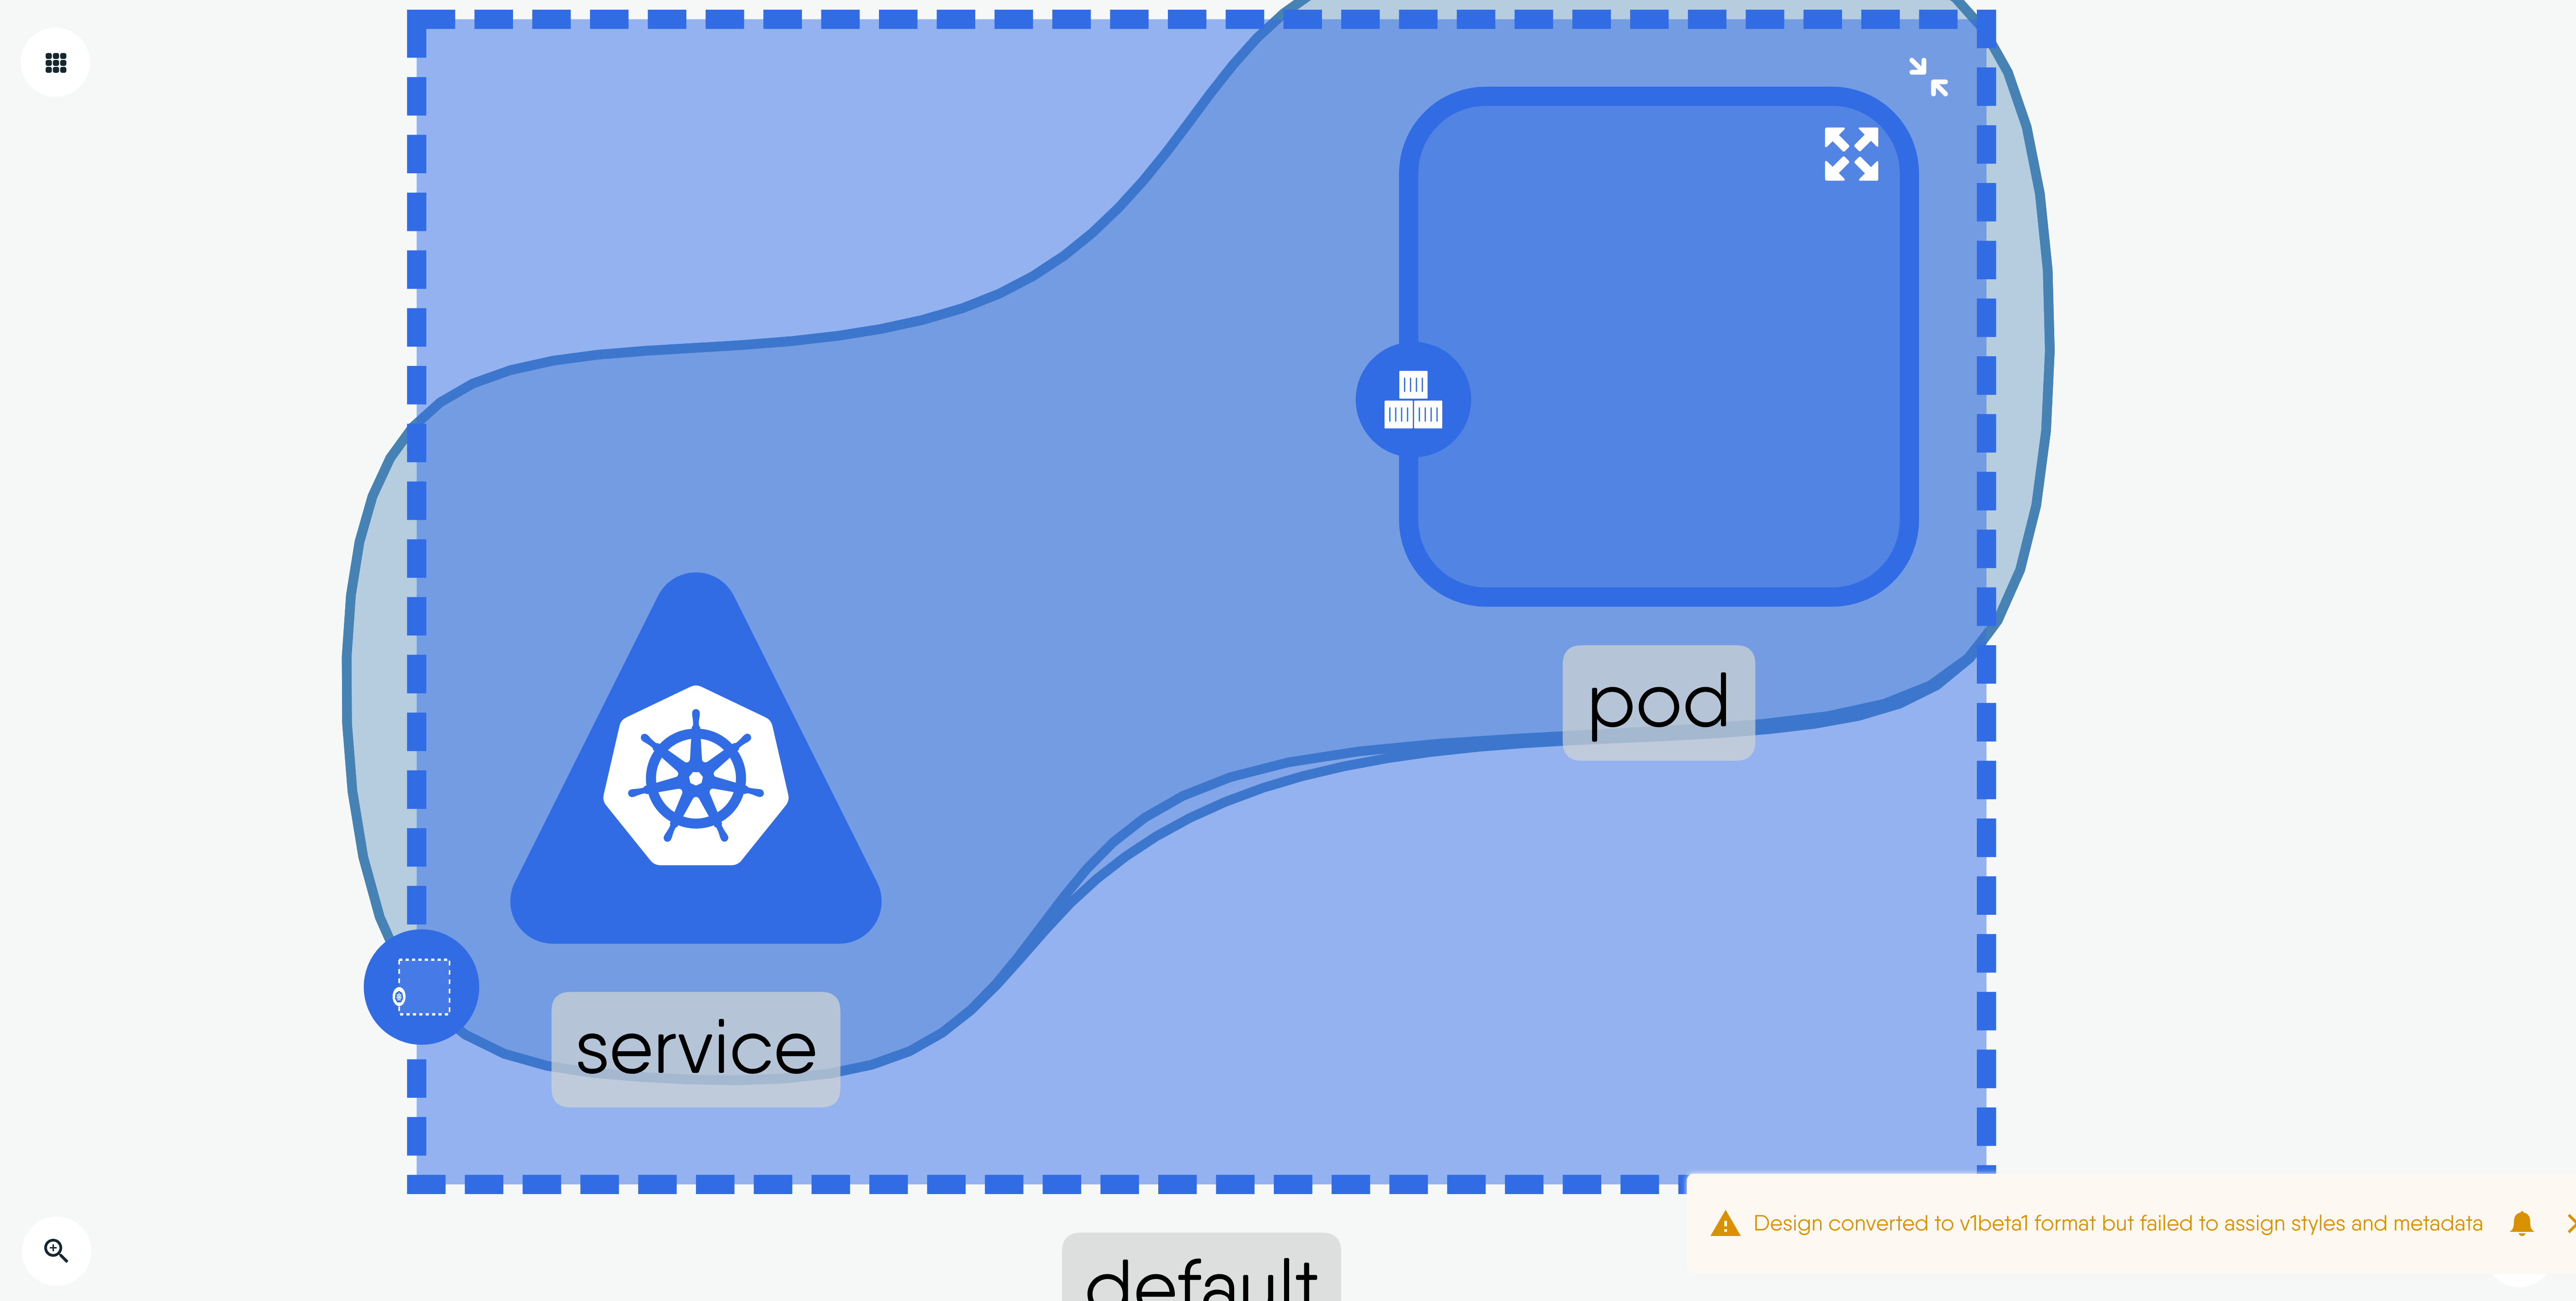 pod
service
Design converted to v1beta1 format but failed to assign styles and metadata
default